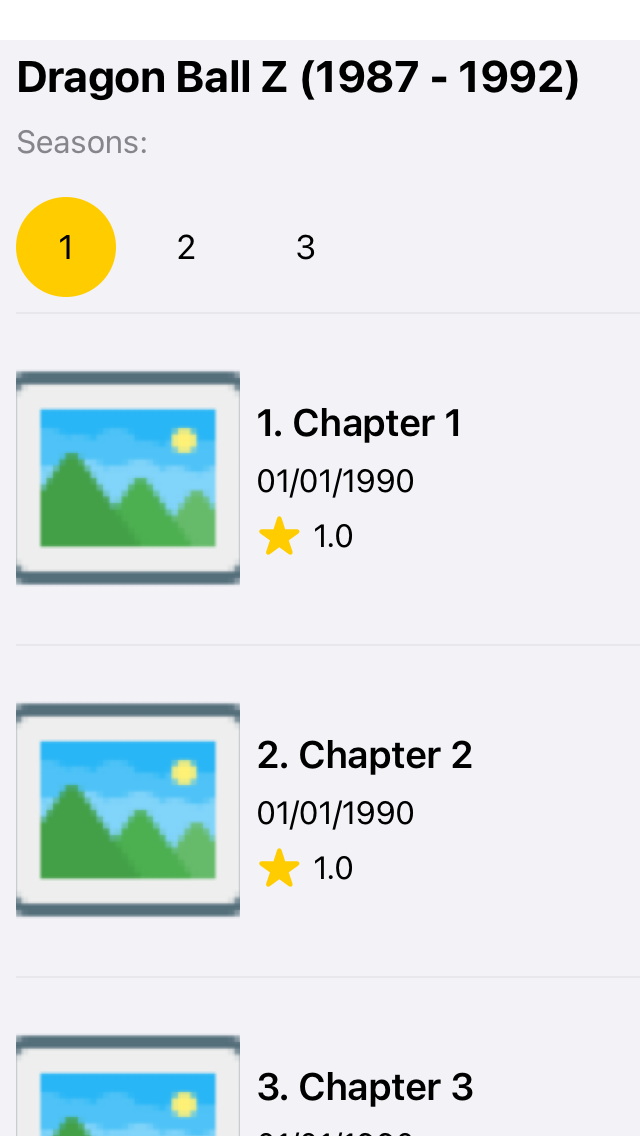 Dragon Ball Z (1987 - 1992)
Seasons:
1 2 3
1. Chapter 1
01/01/1990
1.0
2. Chapter 2
01/01/1990
1.0
3. Chapter 3